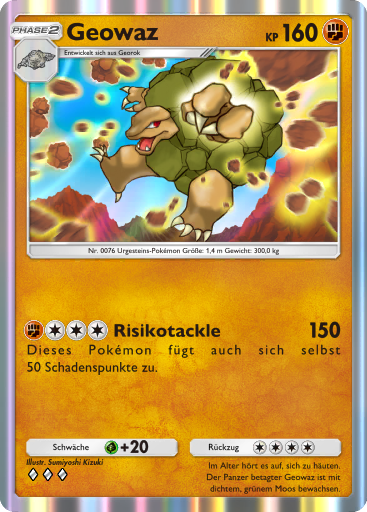 PHASE 2
Geowaz
KP 160
Entwickelt sich aus Georok
Nr. 0076 Urgesteins-Pokémon Größe: 1,4 m Gewicht: 300,0 kg
Risikotackle 150
Dieses Pokémon fügt auch sich selbst
50 Schadenspunkte zu.
Schwäche +20
Rückzug
Illustr. Sumiyoshi Kizuki
Im Alter hört es auf, sich zu häuten.
Der Panzer betagter Geowaz ist mit
dichtem, grünem Moos bewachsen.